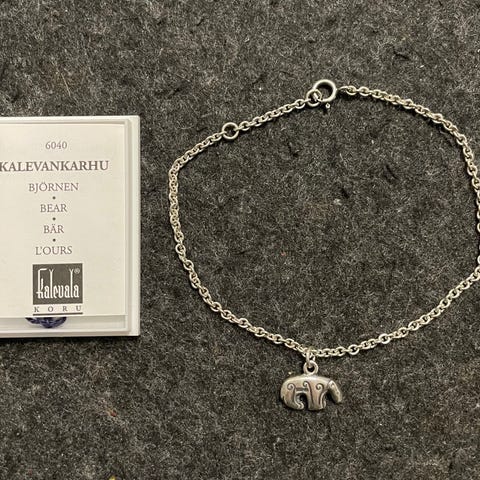 6040
KALEVANKARHU
BJÖRNEN
•
BEAR
•
BÄR
•
L'OURS
Kalevala®
KORU